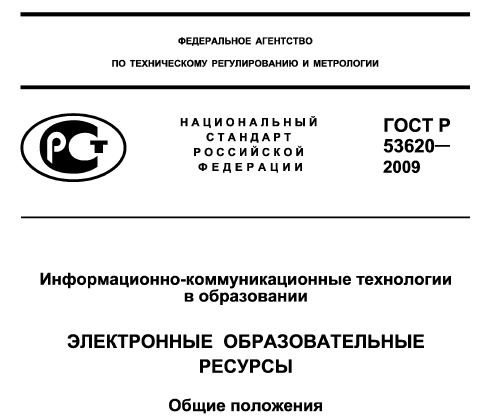 ФЕДЕРАЛЬНОЕ АГЕНТСТВО
ПО ТЕХНИЧЕСКОМУ РЕГУЛИРОВАНИЮ И МЕТРОЛОГИИ
РСТ
НАЦИОНАЛЬНЫЙ
СТАНДАРТ
РОССИЙСКОЙ
ФЕДЕРАЦИИ
ГОСТ Р
53620—
2009
Информационно-коммуникационные технологии
в образовании
ЭЛЕКТРОННЫЕ ОБРАЗОВАТЕЛЬНЫЕ
РЕСУРСЫ
Общие положения